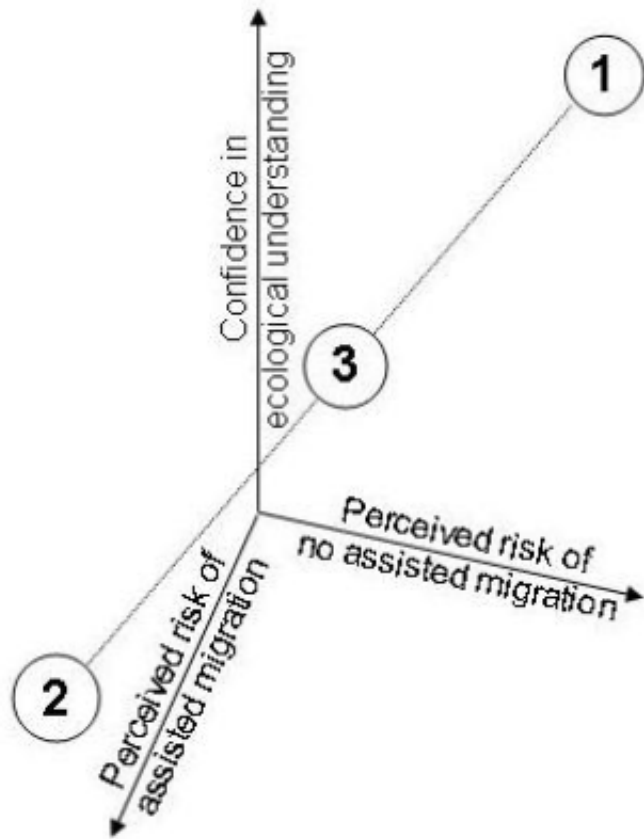 1
Confidence in
ecological understanding
3
Perceived risk of
no assisted migration
Perceived risk of
assisted migration
2